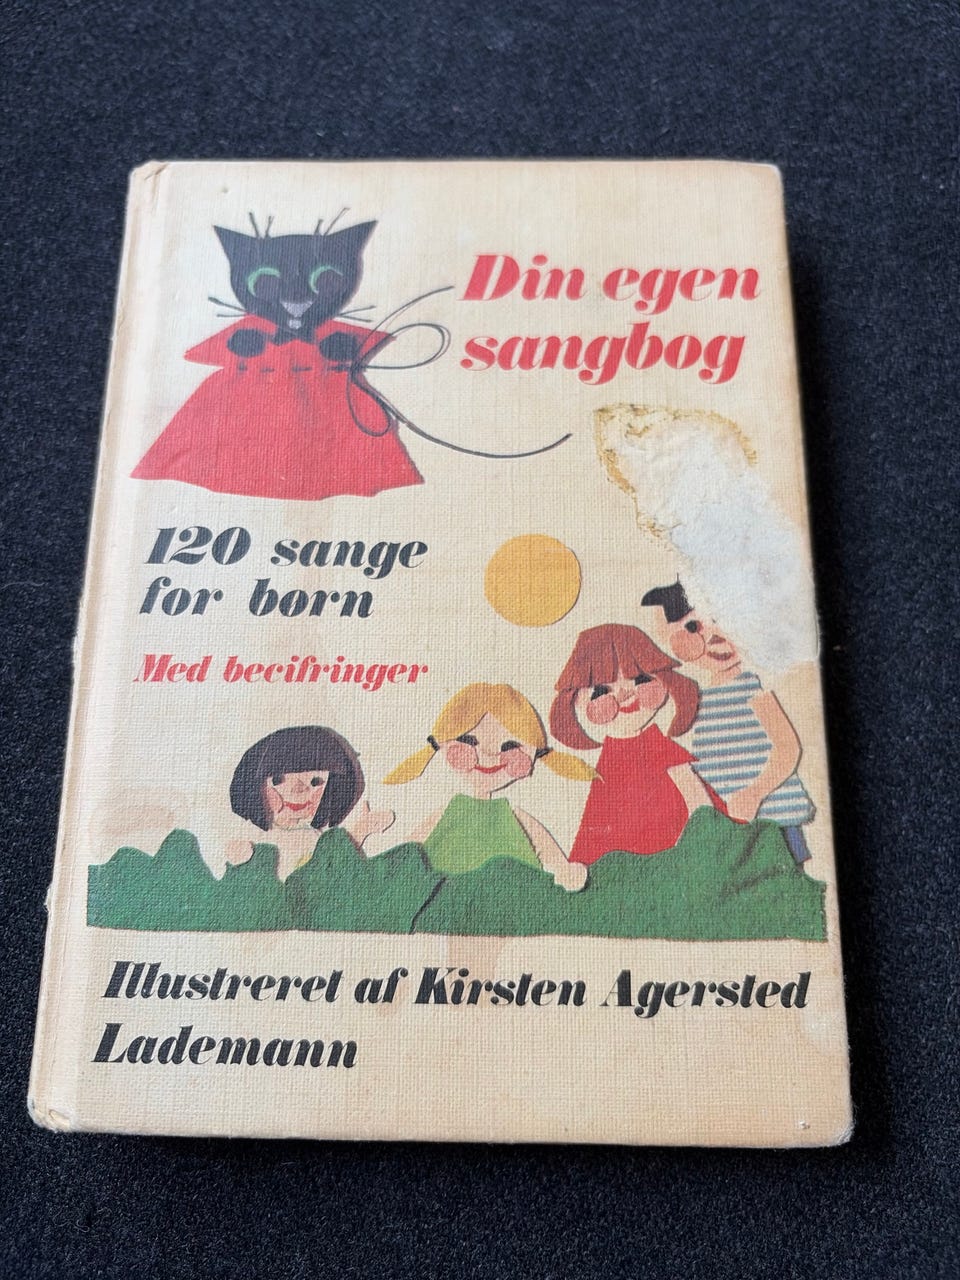 Din egen
sangbog
120 sange
for børn
Med becifringer
Illustreret af Kirsten Agersted
Lademann